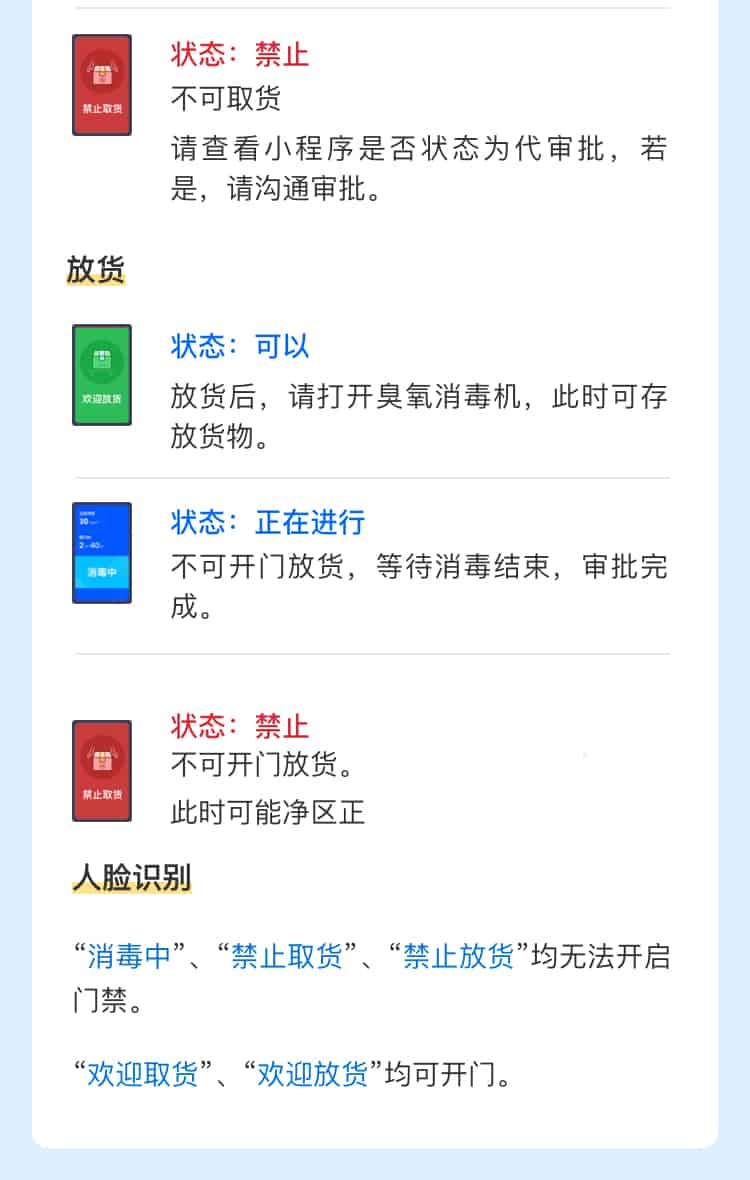 状态：禁止
禁止取货
不可取货
请查看小程序是否状态为代审批，若
是，请沟通审批。
放货
状态：可以
欢迎放货
放货后，请打开臭氧消毒机，此时可存
放货物。
状态：正在进行
30
2 40
消毒中
不可开门放货，等待消毒结束，审批完
成。
状态：禁止
禁止取货
不可开门放货。
此时可能净区正
人脸识别
“消毒中”、“禁止取货”、“禁止放货”均无法开启
门禁。
“欢迎取货”、“欢迎放货”均可开门。